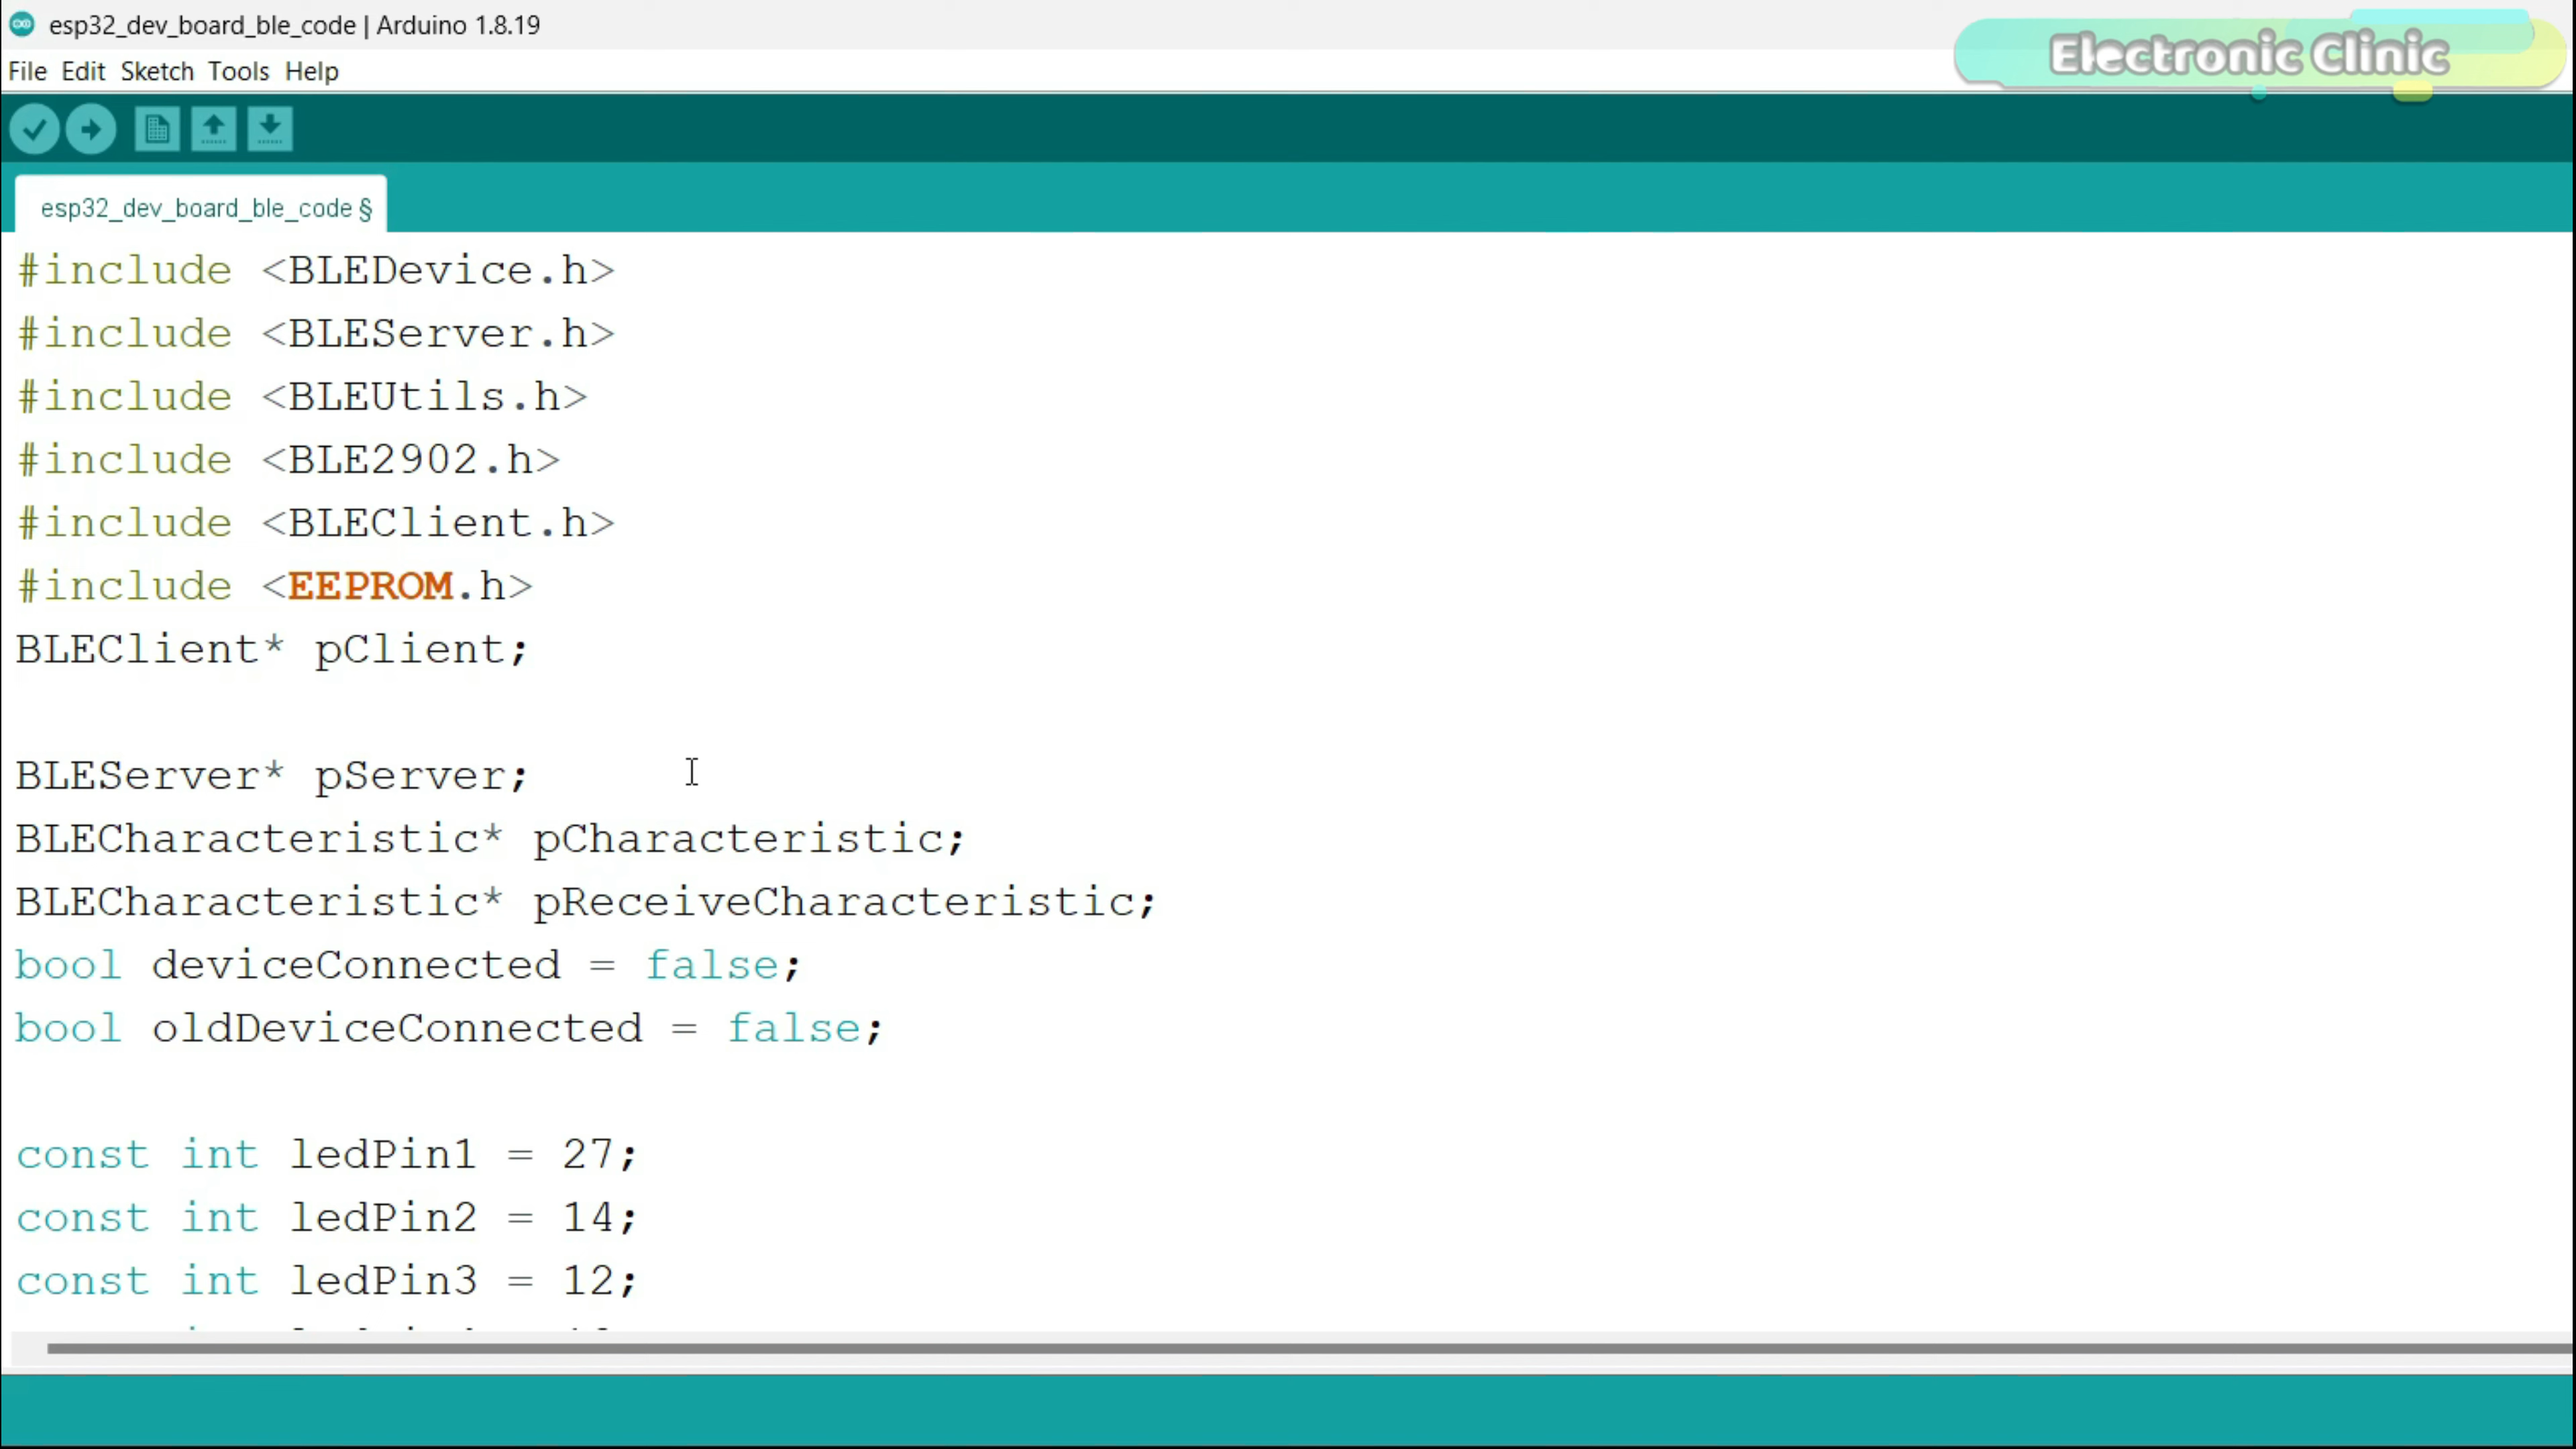 esp32_dev_board_ble_code | Arduino 1.8.19
Electronic Clinic
File Edit Sketch Tools Help
esp32_dev_board_ble_code §
#include <BLEDevice.h>
#include <BLEServer.h>
#include <BLEUtils.h>
#include <BLE2902.h>
#include <BLEClient.h>
#include <EEPROM.h>
BLEClient* pClient;
BLEServer* pServer;
BLECharacteristic* pCharacteristic;
BLECharacteristic* pReceiveCharacteristic;
bool deviceConnected = false;
bool oldDeviceConnected = false;
const int ledPin1 = 27;
const int ledPin2 = 14;
const int ledPin3 = 12;